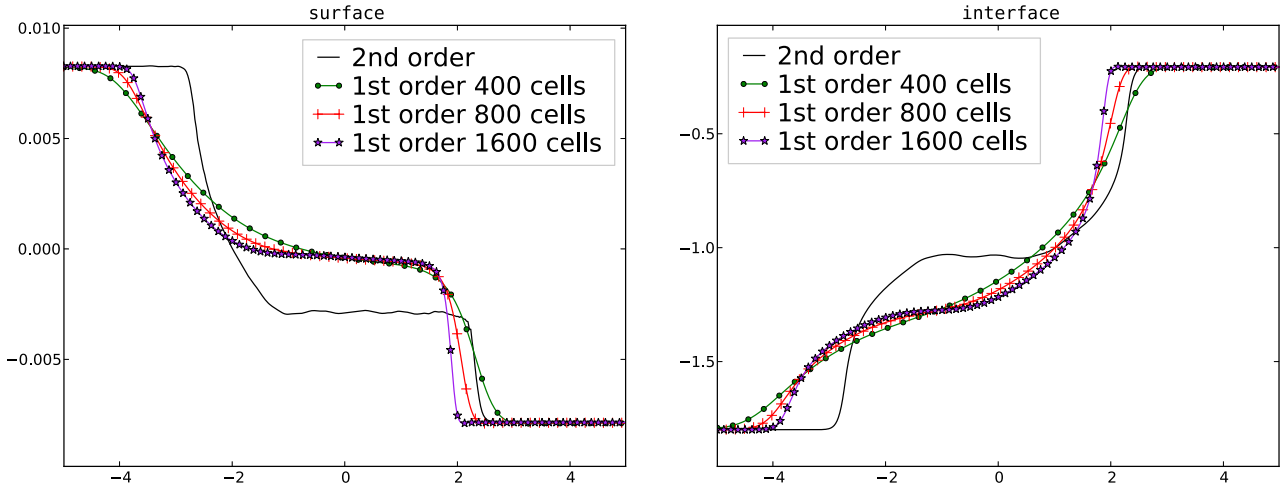 surface
0.010
0.005
0.000
−0.005
−4
−2
0
2
4
2nd order
1st order 400 cells
1st order 800 cells
1st order 1600 cells
interface
−0.5
−1.0
−1.5
−4
−2
0
2
4
2nd order
1st order 400 cells
1st order 800 cells
1st order 1600 cells